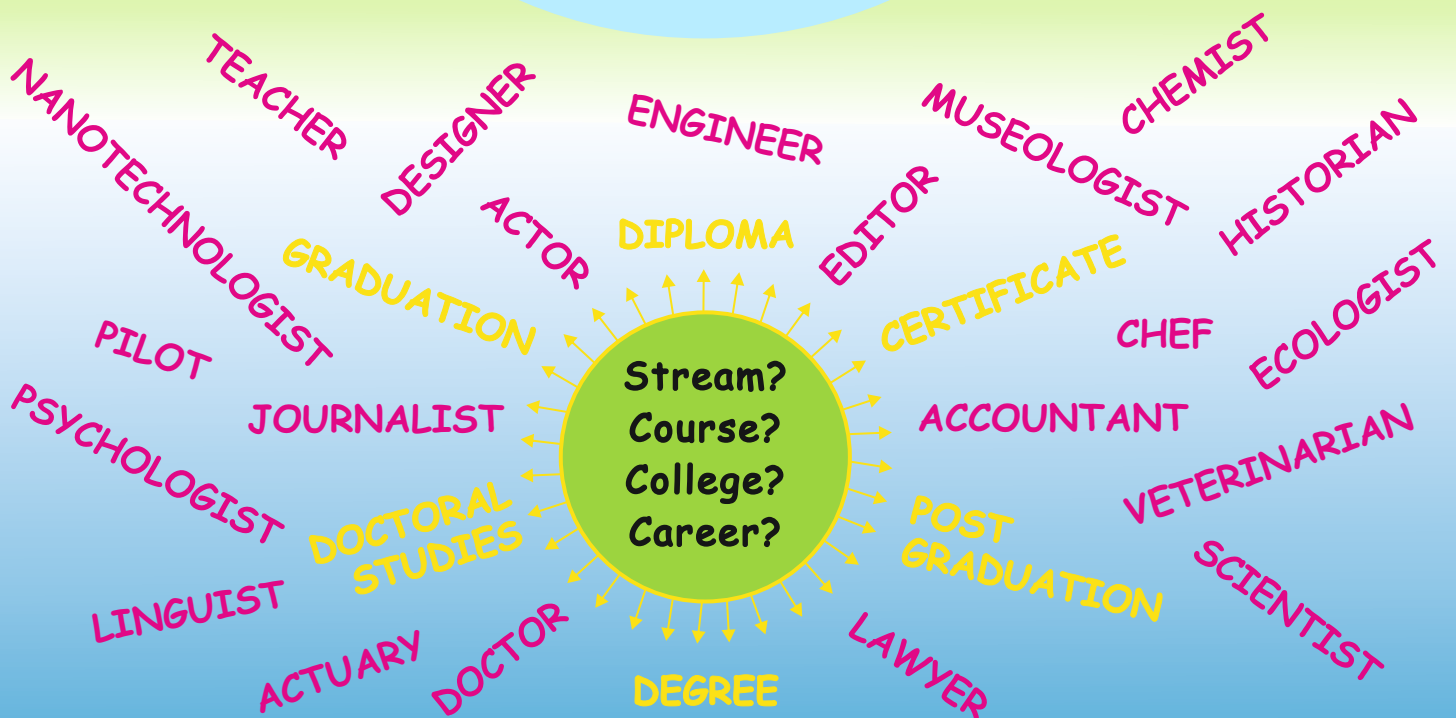 CHEMIST
TEACHER
NANOTECHNOLOGIST
DESIGNER
ENGINEER
MUSEOLOGIST
HISTORIAN
ACTOR
EDITOR
DIPLOMA
GRADUATION
CERTIFICATE
ECOLOGIST
PILOT
CHEF
Stream?
Course?
College?
Career?
JOURNALIST
ACCOUNTANT
PSYCHOLOGIST
VETERINARIAN
DOCTORAL
STUDIES
POST
GRADUATION
SCIENTIST
LINGUIST
ACTUARY
DOCTOR
LAWYER
DEGREE